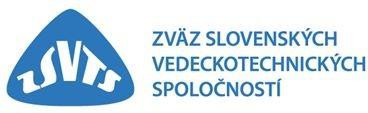 ZSVTS
ZVÄZ SLOVENSKÝCH
VEDECKOTECHNICKÝCH
SPOLOČNOSTÍ